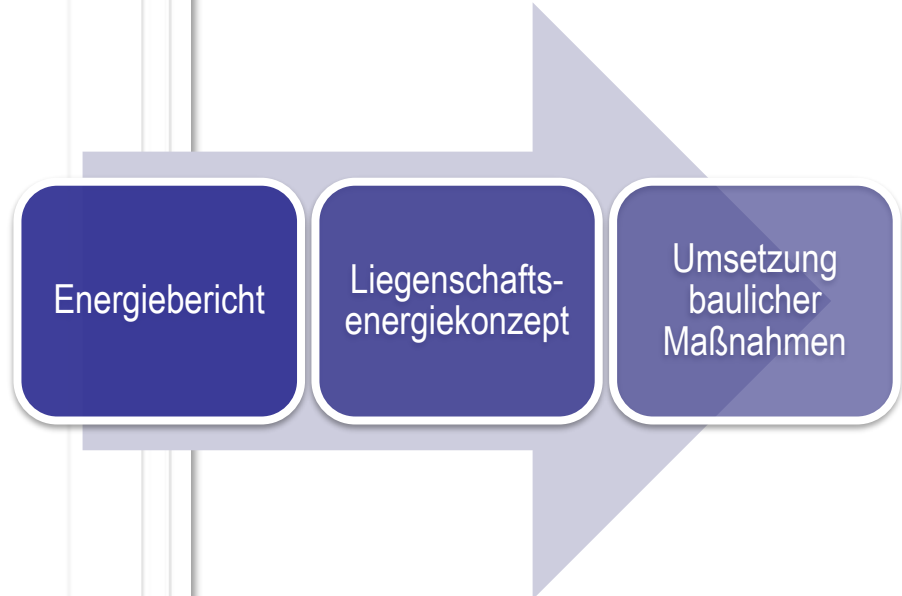 Energiebericht
Liegenschafts-
energiekonzept
Umsetzung
baulicher
Maßnahmen